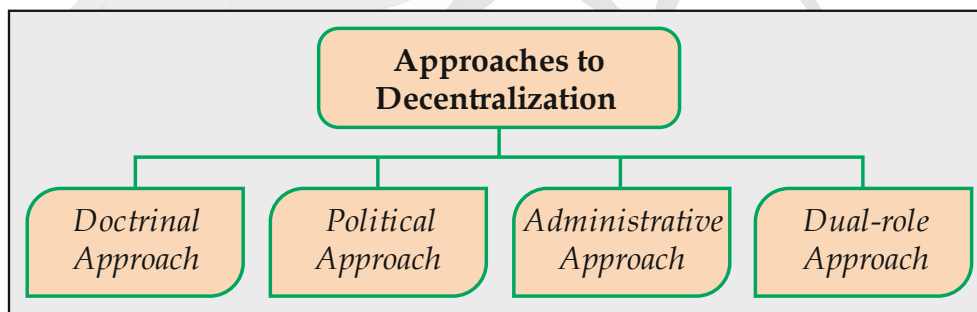 Approaches to
Decentralization
Doctrinal
Approach
Political
Approach
Administrative
Approach
Dual-role
Approach